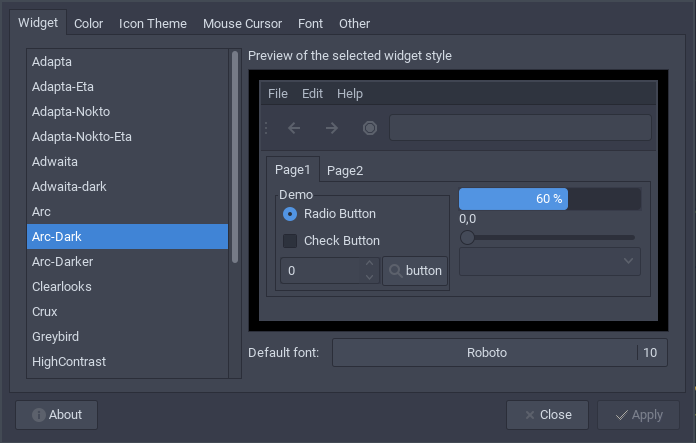 Widget Color Icon Theme Mouse Cursor Font Other
Adapta
Adapta-Eta
Adapta-Nokto
Adapta-Nokto-Eta
Adwaita
Adwaita-dark
Arc
Arc-Dark
Arc-Darker
Clearlooks
Crux
Greybird
HighContrast
Preview of the selected widget style
File Edit Help
Page1 Page2
Demo
Radio Button
Check Button
0 button
60 %
0,0
Default font: Roboto 10
About Close Apply